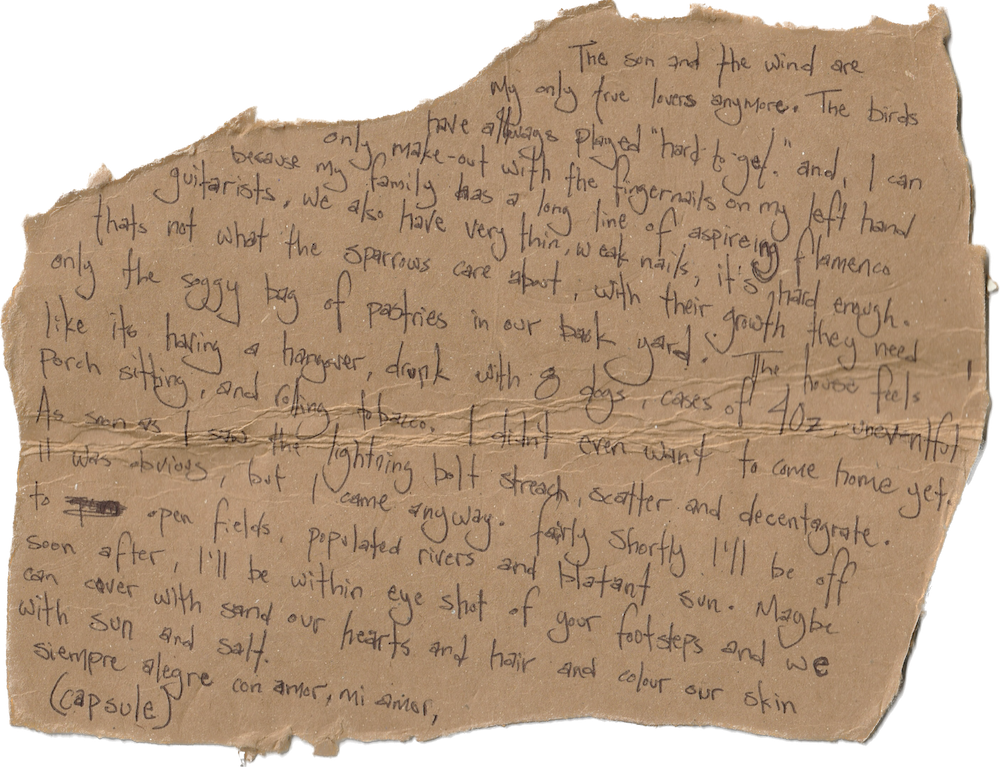 The son and the wind are
My only true lovers anymore. The birds
have always played "hard-to-get." and, I can
only make-out with the fingernails on my left hand
because my family has a long line of aspireing flamenco
guitarists, we also have very thin, weak nails, it's hard enough.
thats not what the sparrows care about, with their growth they need
only the soggy bag of pastries in our back yard. The house feels
like its having a hangover, drunk with 8 dogs, cases of 40z, uneventful
porch sitting, and rolling tobacco. I didnt even want to come home yet.
As soon as I saw the lightning bolt streach, scatter and decentagrate.
It was obvious, but I came anyway. fairly shortly I'll be off
to open fields, populated rivers and blatant sun. Maybe
soon after, I'll be within eye shot of your footsteps and we
can cover with sand our hearts and hair and colour our skin
with sun and salt.
siempre alegre con amor, mi amor,
(capsule)